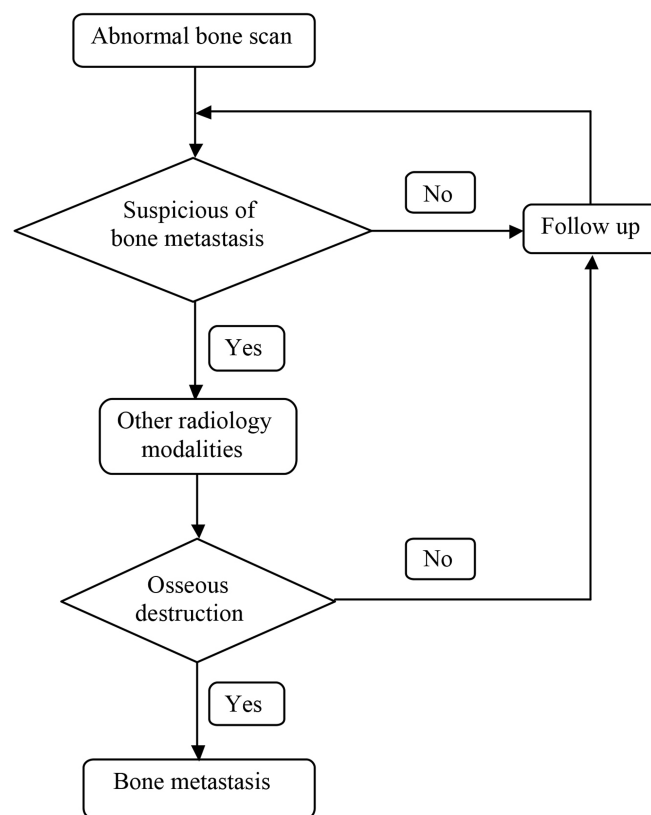 Abnormal bone scan
Suspicious of
bone metastasis
No
Follow up
Yes
Other radiology
modalities
Osseous
destruction
No
Yes
Bone metastasis